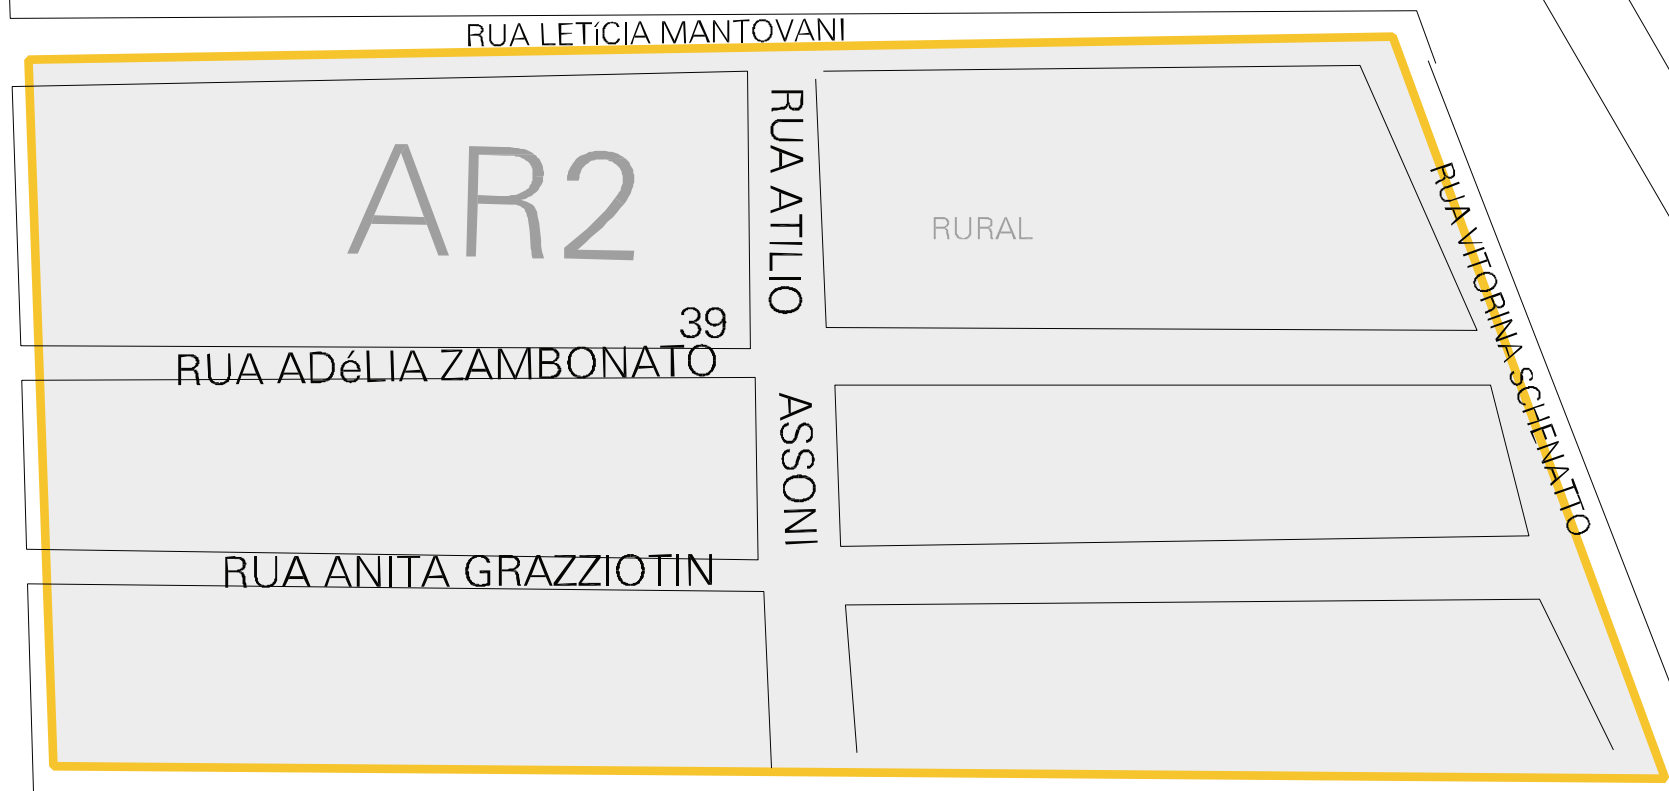 RUA LETíCIA MANTOVANI
AR2
RUA ATILIO ASSONI
RURAL
RUA VITORINA SCHENATTO
39
RUA ADéLIA ZAMBONATO
RUA ANITA GRAZZIOTIN